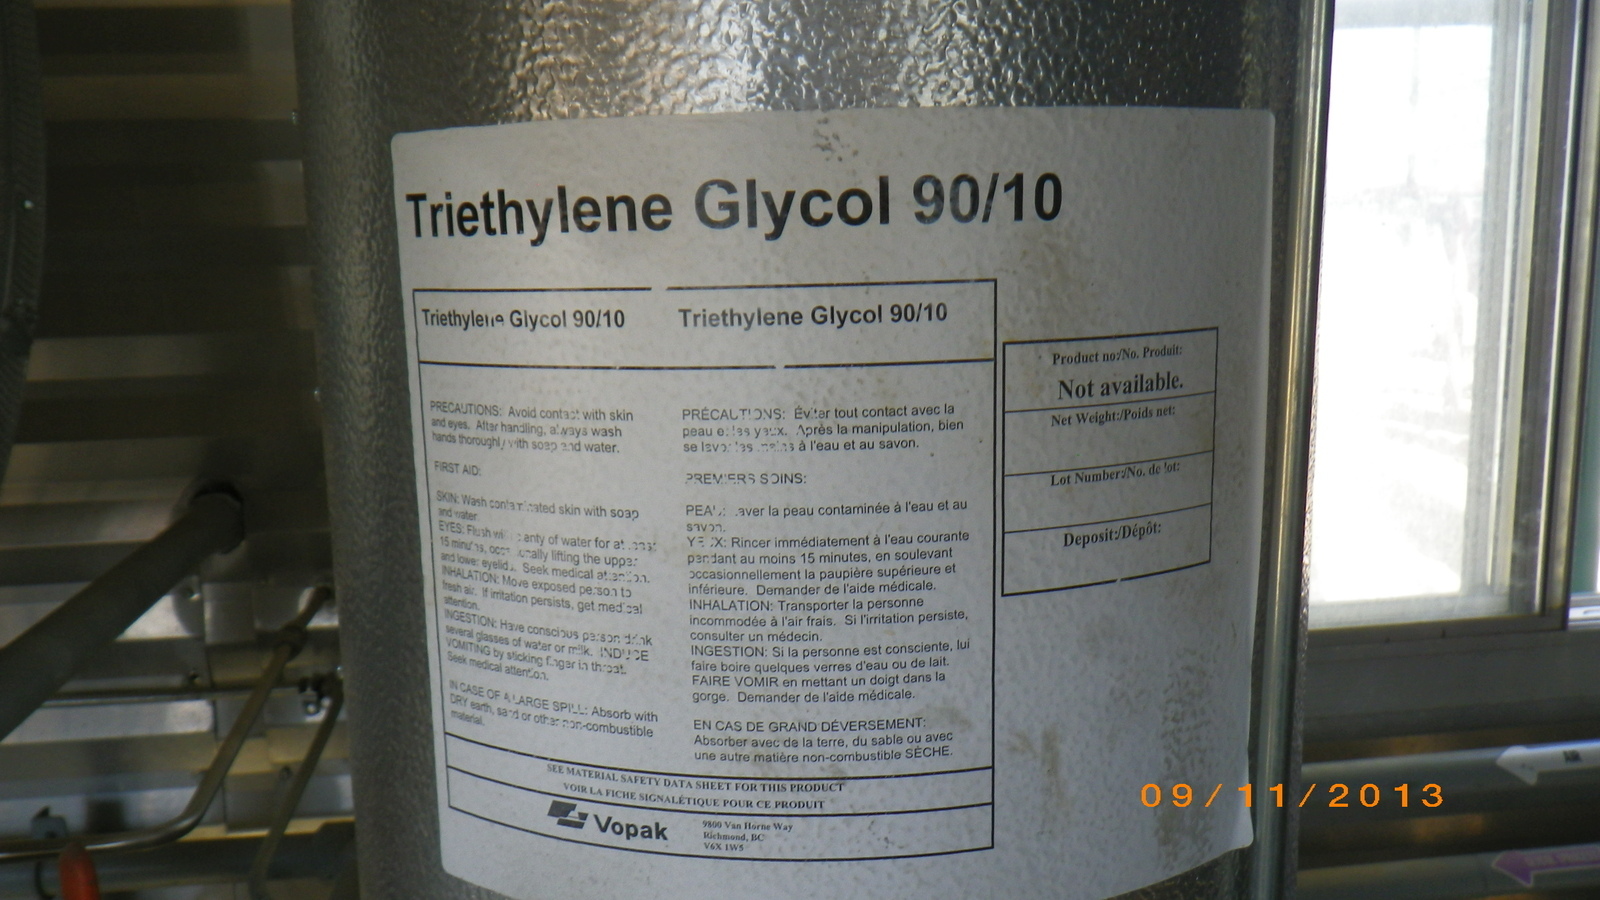 Triethylene Glycol 90/10
Triethylene Glycol 90/10
Triethylene Glycol 90/10
PRECAUTIONS: Avoid contact with skin
and eyes. After handling, always wash
hands thoroughly with soap and water.
FIRST AID:
SKIN: Wash contaminated skin with soap
and water.
EYES: Flush with plenty of water for at least
15 minutes, occasionally lifting the upper
and lower eyelids. Seek medical attention.
INHALATION: Move exposed person to
fresh air. If irritation persists, get medical
attention.
INGESTION: Have conscious person drink
several glasses of water or milk. INDUCE
VOMITING by sticking finger in throat.
Seek medical attention.
IN CASE OF A LARGE SPILL: Absorb with
DRY earth, sand or other non-combustible
material.
PRÉCAUTIONS: Éviter tout contact avec la
peau et les yeux. Après la manipulation, bien
se laver les mains à l'eau et au savon.
PREMIERS SOINS:
PEAU: Laver la peau contaminée à l'eau et au
savon.
YEUX: Rincer immédiatement à l'eau courante
pendant au moins 15 minutes, en soulevant
occasionnellement la paupière supérieure et
inférieure. Demander de l'aide médicale.
INHALATION: Transporter la personne
incommodée à l'air frais. Si l'irritation persiste,
consulter un médecin.
INGESTION: Si la personne est consciente, lui
faire boire quelques verres d'eau ou de lait.
FAIRE VOMIR en mettant un doigt dans la
gorge. Demander de l'aide médicale.
EN CAS DE GRAND DÉVERSEMENT:
Absorber avec de la terre, du sable ou avec
une autre matière non-combustible SÈCHE.
SEE MATERIAL SAFETY DATA SHEET FOR THIS PRODUCT
VOIR LA FICHE SIGNALÉTIQUE POUR CE PRODUIT
Vopak
9800 Van Horne Way
Richmond, BC
V6X 1W5
Product no:/No. Produit:
Not available.
Net Weight:/Poids net:
Lot Number:/No. de lot:
Deposit:/Dépôt:
AIR
09/11/2013